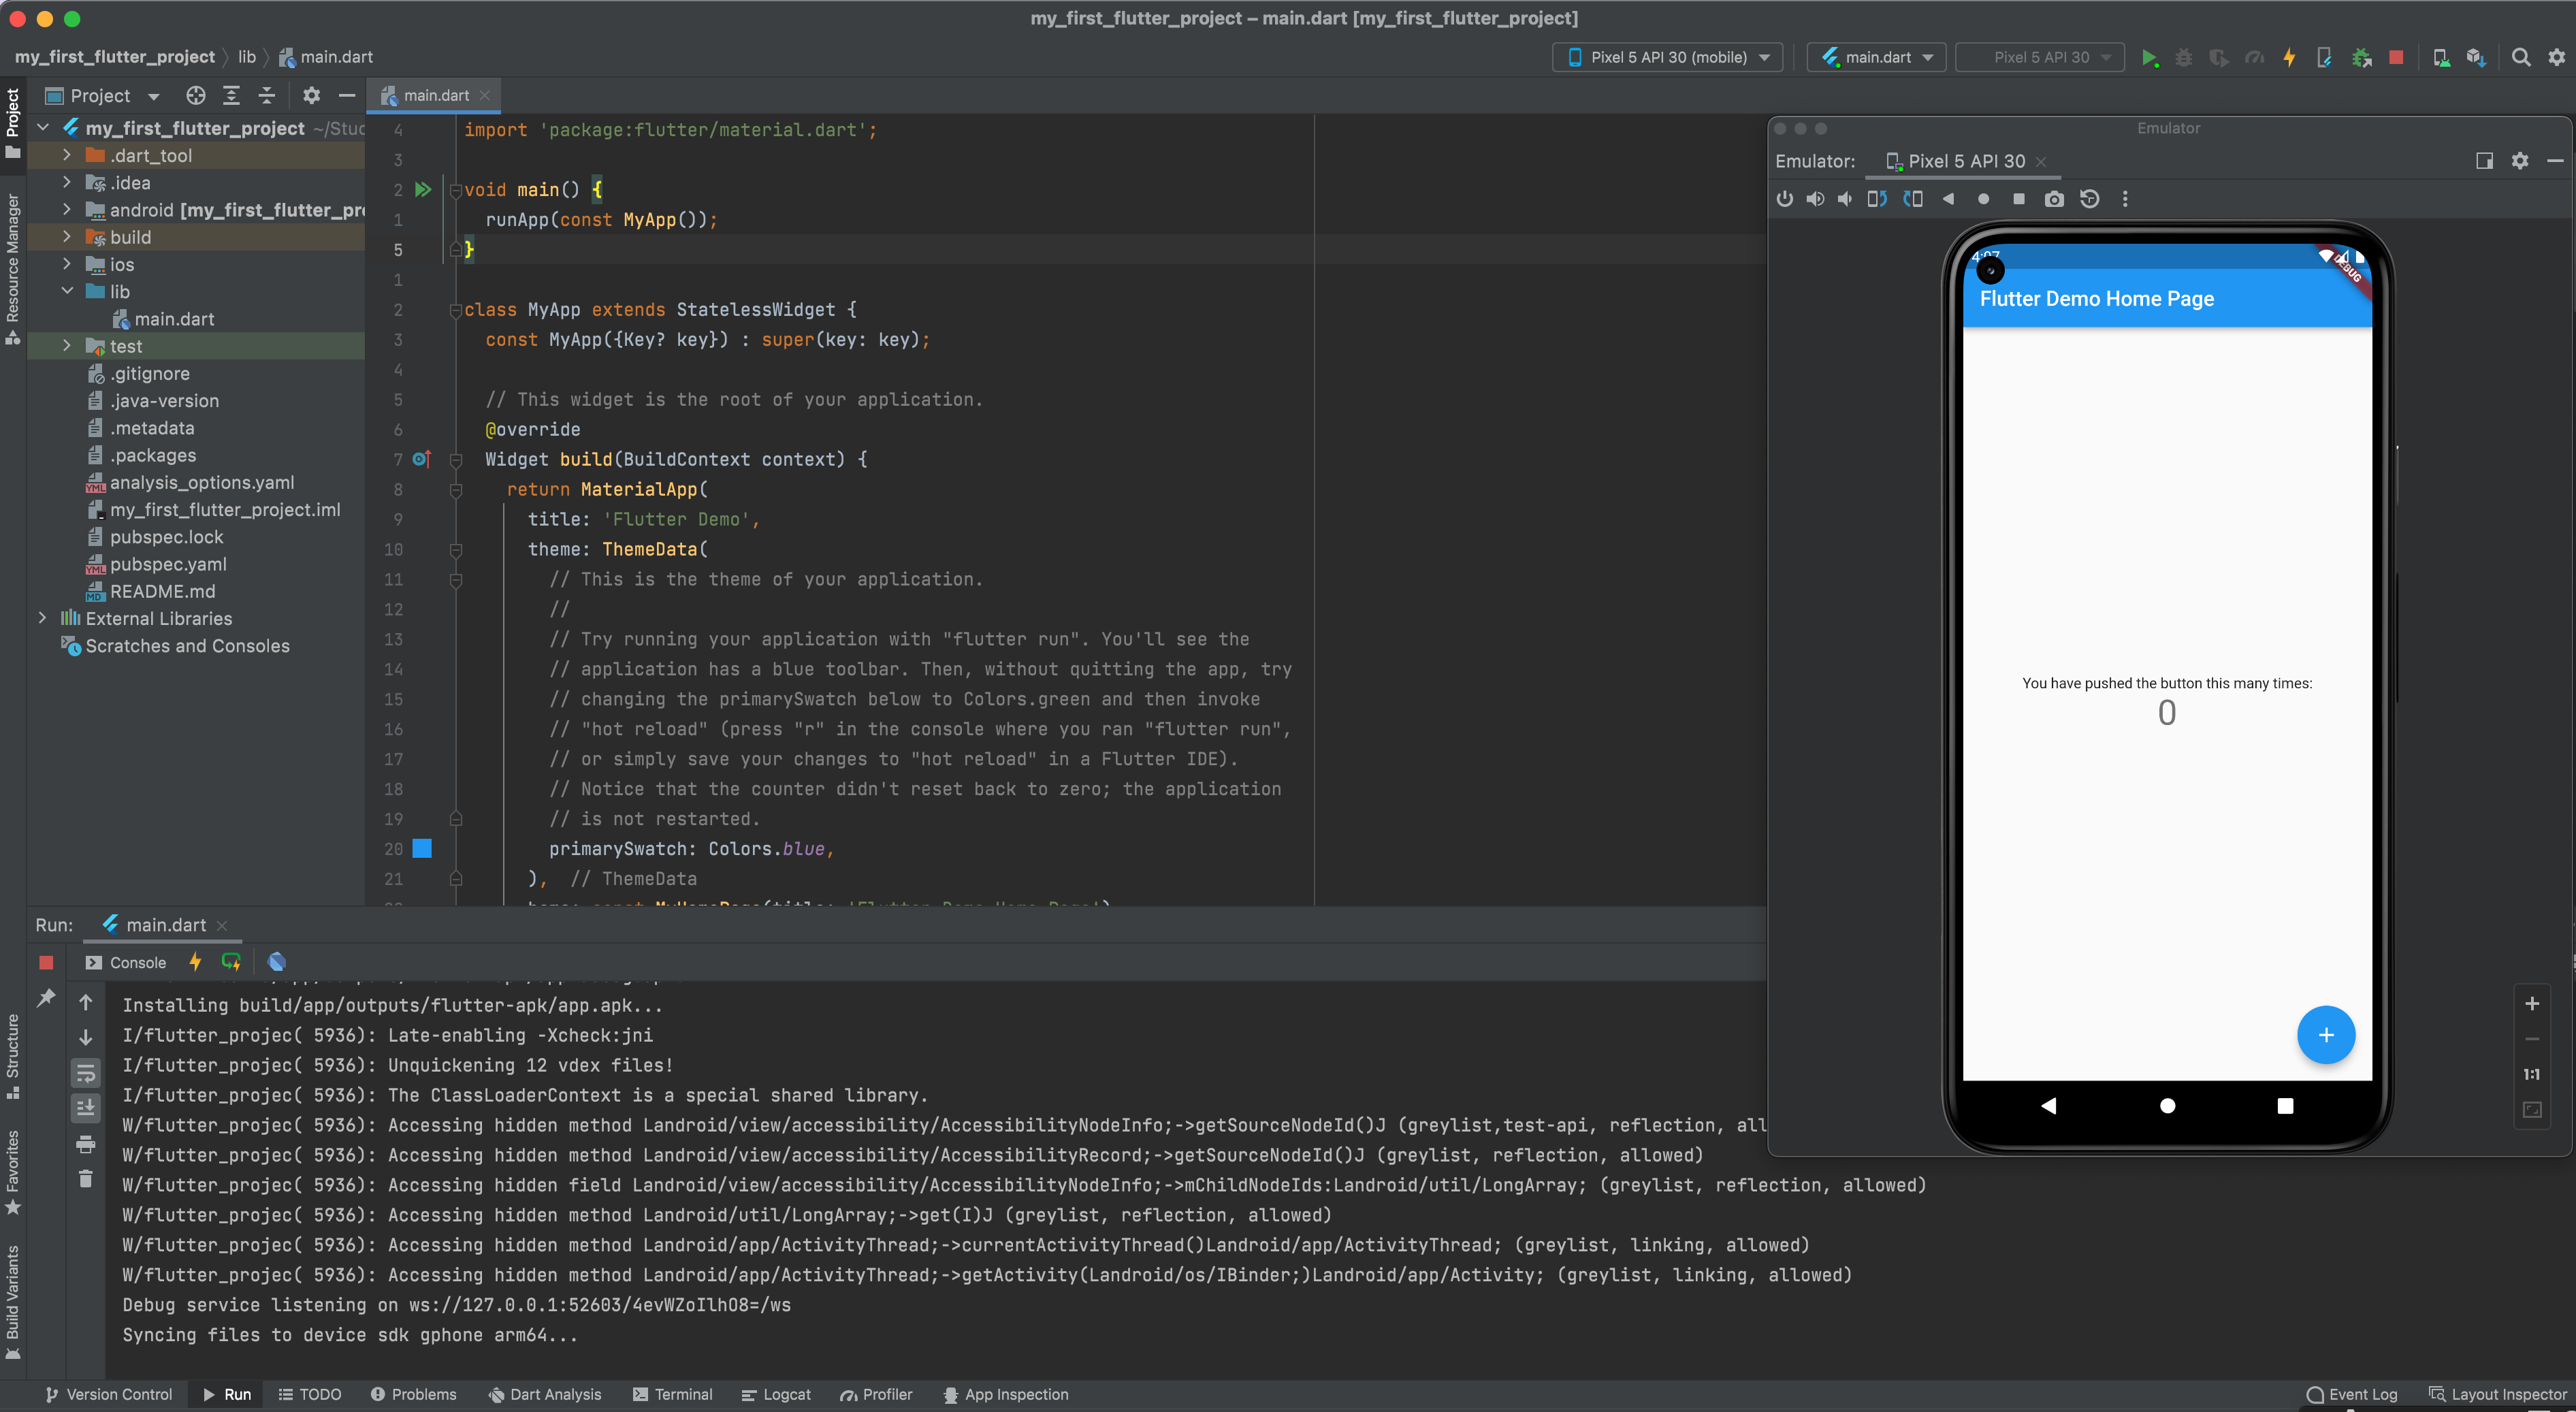 my_first_flutter_project – main.dart [my_first_flutter_project]
my_first_flutter_project lib main.dart
Pixel 5 API 30 (mobile)
main.dart
Pixel 5 API 30
Project
Resource Manager
Structure
Favorites
Build Variants
Project
my_first_flutter_project ~/Stud
.dart_tool
.idea
android [my_first_flutter_pr
build
ios
lib
main.dart
test
.gitignore
.java-version
.metadata
.packages
analysis_options.yaml
my_first_flutter_project.iml
pubspec.lock
pubspec.yaml
README.md
External Libraries
Scratches and Consoles
main.dart
4 import 'package:flutter/material.dart';
3
2 void main() {
1 runApp(const MyApp());
5 }
1
2 class MyApp extends StatelessWidget {
3 const MyApp({Key? key}) : super(key: key);
4
5 // This widget is the root of your application.
6 @override
7 Widget build(BuildContext context) {
8 return MaterialApp(
9 title: 'Flutter Demo',
10 theme: ThemeData(
11 // This is the theme of your application.
12 //
13 // Try running your application with "flutter run". You'll see the
14 // application has a blue toolbar. Then, without quitting the app, try
15 // changing the primarySwatch below to Colors.green and then invoke
16 // "hot reload" (press "r" in the console where you ran "flutter run",
17 // or simply save your changes to "hot reload" in a Flutter IDE).
18 // Notice that the counter didn't reset back to zero; the application
19 // is not restarted.
20 primarySwatch: Colors.blue,
21 ), // ThemeData
home: const MyHomePage(title: 'Flutter Demo Home Page')
Emulator
Emulator: Pixel 5 API 30
4:07
DEBUG
Flutter Demo Home Page
You have pushed the button this many times:
0
+
1:1
Run: main.dart
Console
Installing build/app/outputs/flutter-apk/app.apk...
I/flutter_projec( 5936): Late-enabling -Xcheck:jni
I/flutter_projec( 5936): Unquickening 12 vdex files!
I/flutter_projec( 5936): The ClassLoaderContext is a special shared library.
W/flutter_projec( 5936): Accessing hidden method Landroid/view/accessibility/AccessibilityNodeInfo;->getSourceNodeId()J (greylist,test-api, reflection, all
W/flutter_projec( 5936): Accessing hidden method Landroid/view/accessibility/AccessibilityRecord;->getSourceNodeId()J (greylist, reflection, allowed)
W/flutter_projec( 5936): Accessing hidden field Landroid/view/accessibility/AccessibilityNodeInfo;->mChildNodeIds:Landroid/util/LongArray; (greylist, reflection, allowed)
W/flutter_projec( 5936): Accessing hidden method Landroid/util/LongArray;->get(I)J (greylist, reflection, allowed)
W/flutter_projec( 5936): Accessing hidden method Landroid/app/ActivityThread;->currentActivityThread()Landroid/app/ActivityThread; (greylist, linking, allowed)
W/flutter_projec( 5936): Accessing hidden method Landroid/app/ActivityThread;->getActivity(Landroid/os/IBinder;)Landroid/app/Activity; (greylist, linking, allowed)
Debug service listening on ws://127.0.0.1:52603/4evWZoIlhO8=/ws
Syncing files to device sdk gphone arm64...
Version Control Run TODO Problems Dart Analysis Terminal Logcat Profiler App Inspection Event Log Layout Inspector